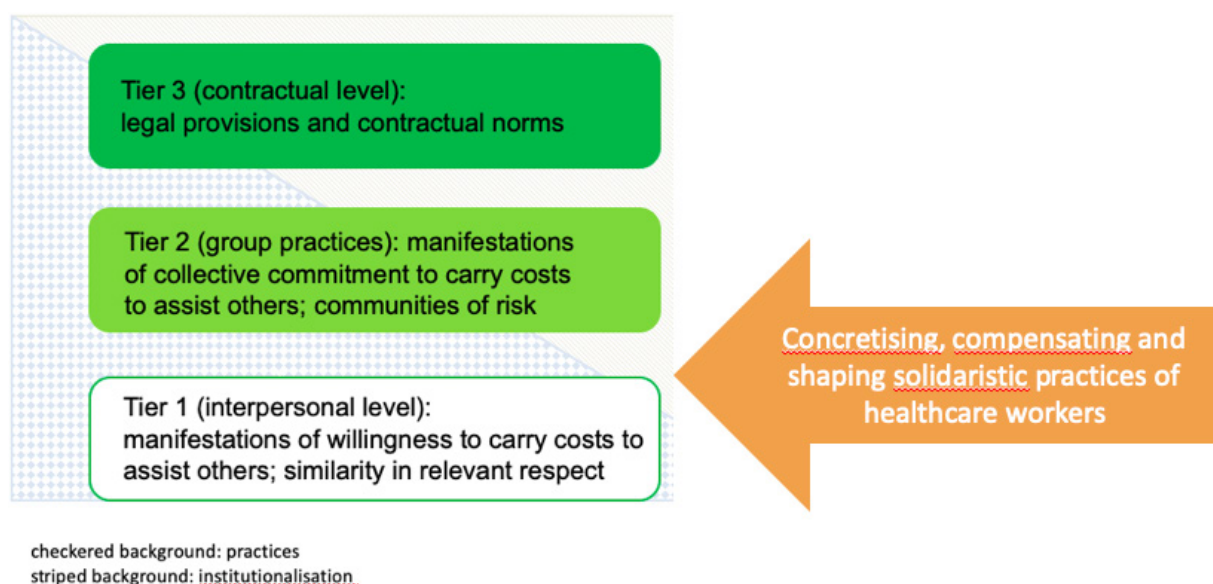 Tier 3 (contractual level):
legal provisions and contractual norms
Tier 2 (group practices): manifestations
of collective commitment to carry costs
to assist others; communities of risk
Tier 1 (interpersonal level):
manifestations of willingness to carry costs to
assist others; similarity in relevant respect
Concretising, compensating and
shaping solidaristic practices of
healthcare workers
checkered background: practices
striped background: institutionalisation